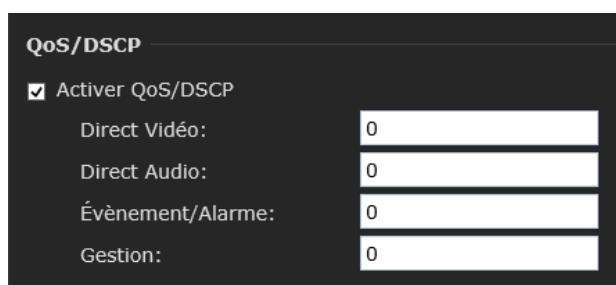 QoS/DSCP
Activer QoS/DSCP
Direct Vidéo: 0
Direct Audio: 0
Évènement/Alarme: 0
Gestion: 0